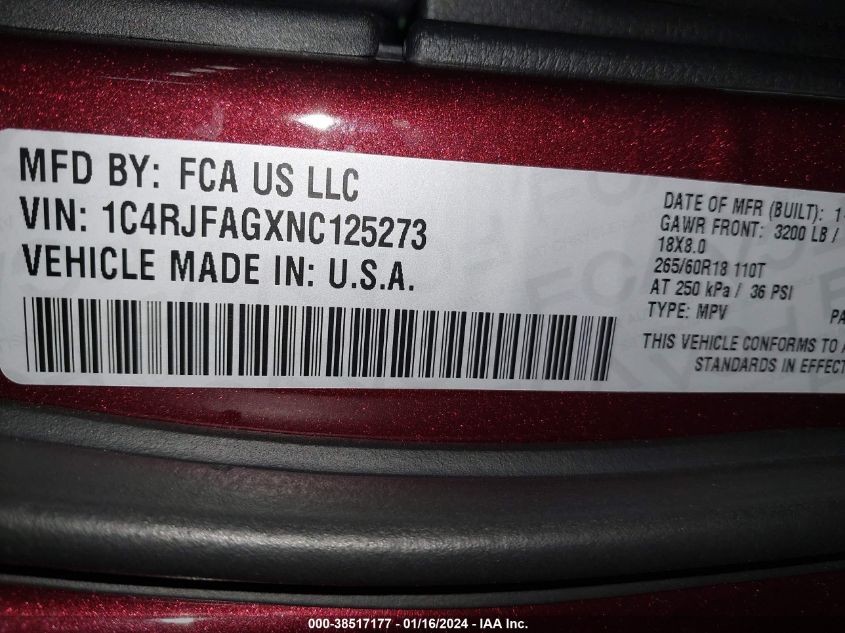 MFD BY: FCA US LLC
VIN: 1C4RJFAGXNC125273
VEHICLE MADE IN: U.S.A.
DATE OF MFR (BUILT):
GAWR FRONT: 3200 LB /
18X8.0
265/60R18 110T
AT 250 kPa / 36 PSI
TYPE: MPV
THIS VEHICLE CONFORMS TO
STANDARDS IN EFFECT
000-38517177 - 01/16/2024 - IAA Inc.